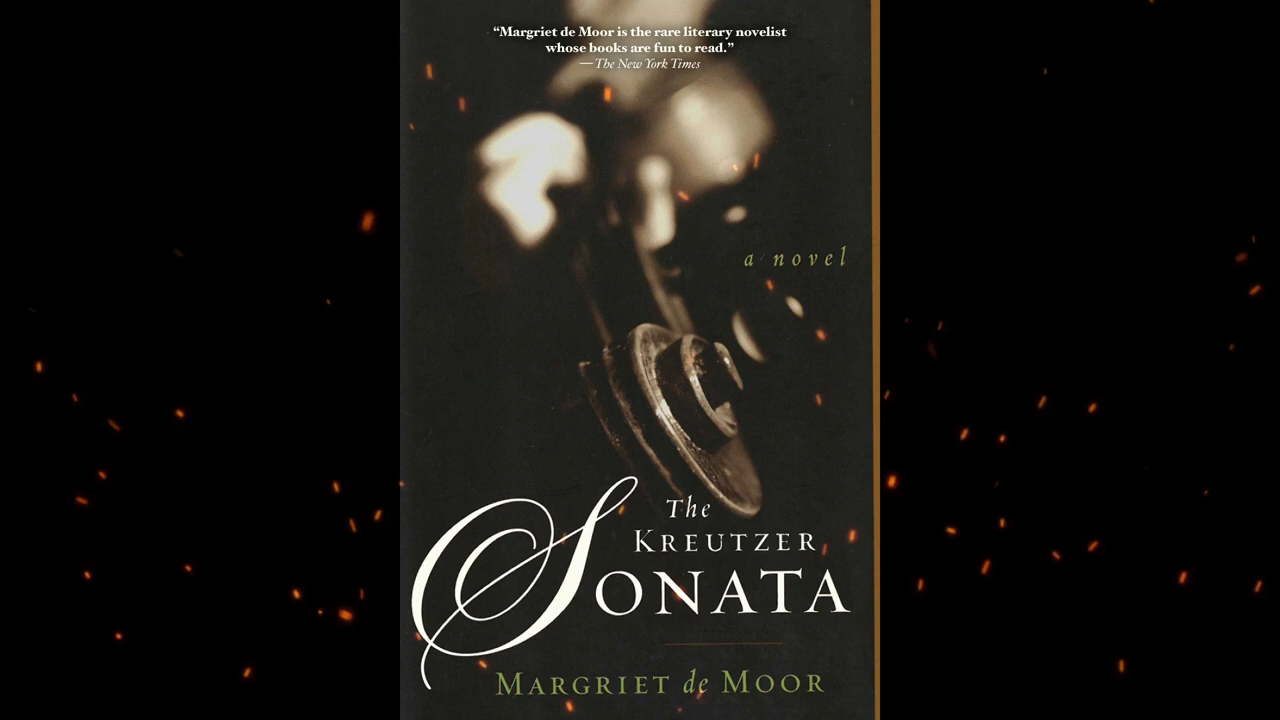 “Margriet de Moor is the rare literary novelist
whose books are fun to read.”
—The New York Times
a novel
The
KREUTZER
SONATA
MARGRIET de MOOR